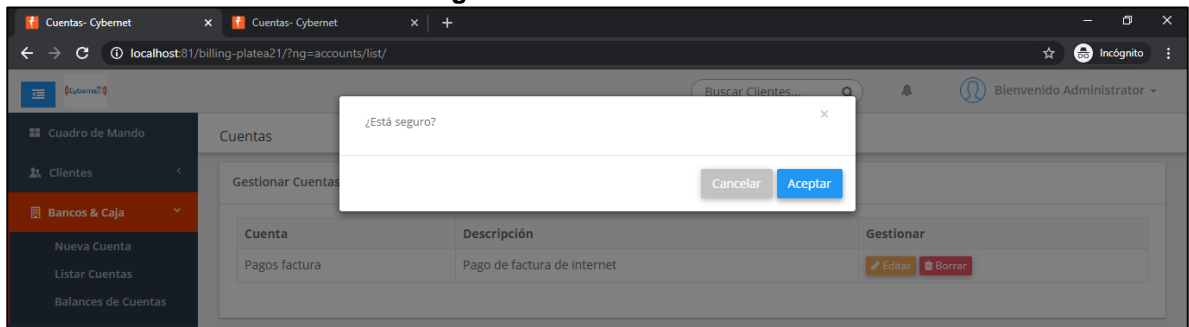 Cuentas- Cybernet
Cuentas- Cybernet
localhost:81/billing-platea21/?ng=accounts/list/
Incógnito
Cybernet
Buscar Clientes...
Bienvenido Administrator
¿Está seguro?
Cancelar Aceptar
Cuadro de Mando
Clientes
Bancos & Caja
Nueva Cuenta
Listar Cuentas
Balances de Cuentas
Cuentas
Gestionar Cuentas
Cuenta Descripción Gestionar
Pagos factura Pago de factura de internet Editar Borrar